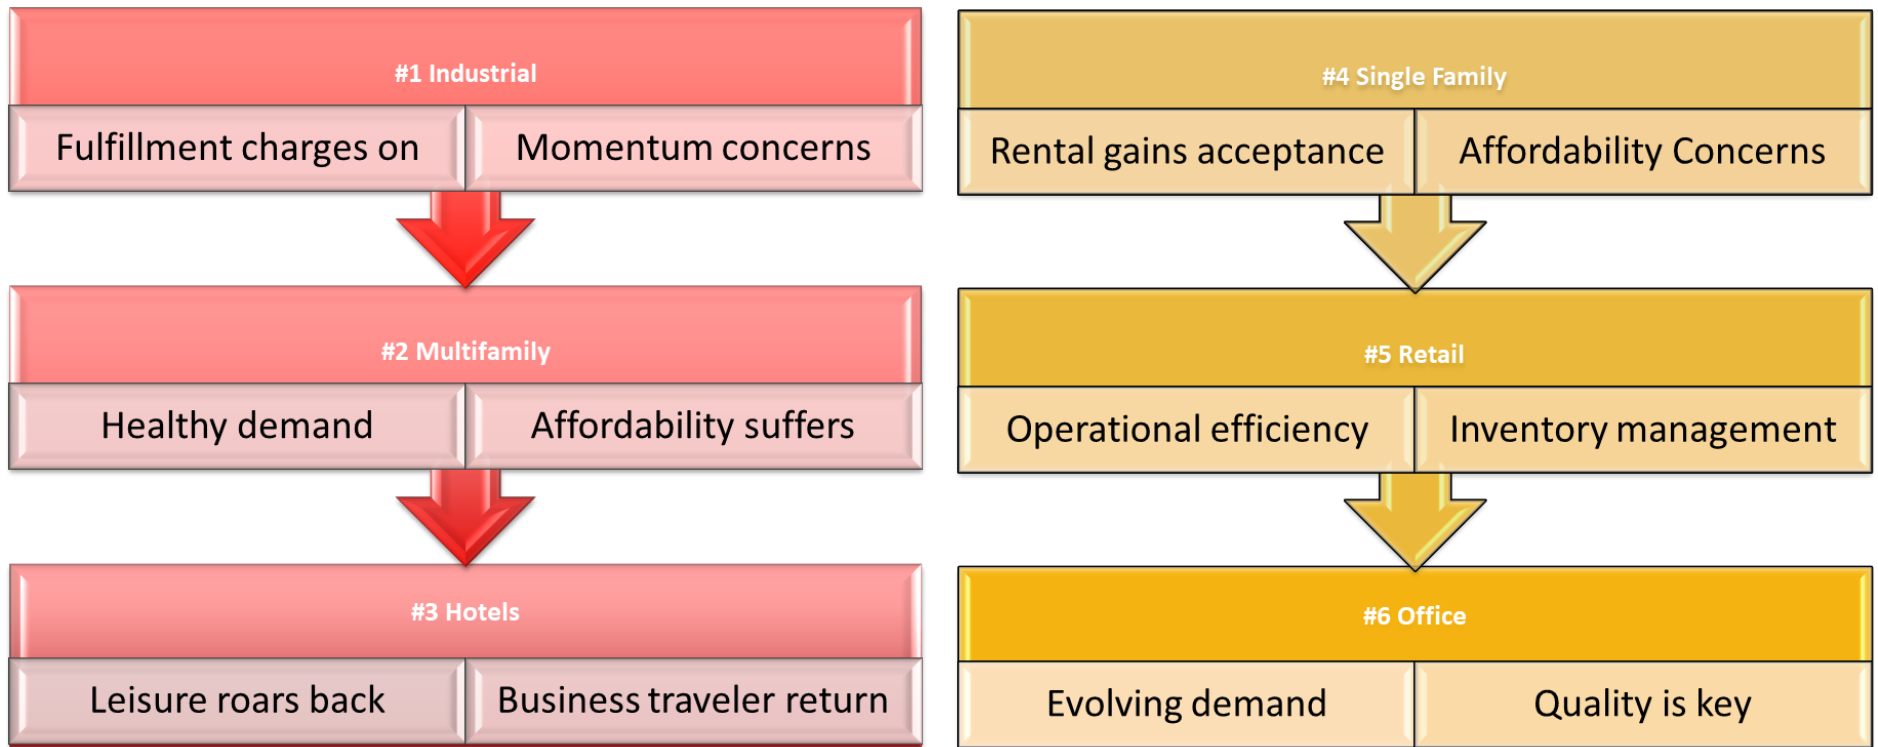 #1 Industrial
Fulfillment charges on
Momentum concerns
#2 Multifamily
Healthy demand
Affordability suffers
#3 Hotels
Leisure roars back
Business traveler return
#4 Single Family
Rental gains acceptance
Affordability Concerns
#5 Retail
Operational efficiency
Inventory management
#6 Office
Evolving demand
Quality is key